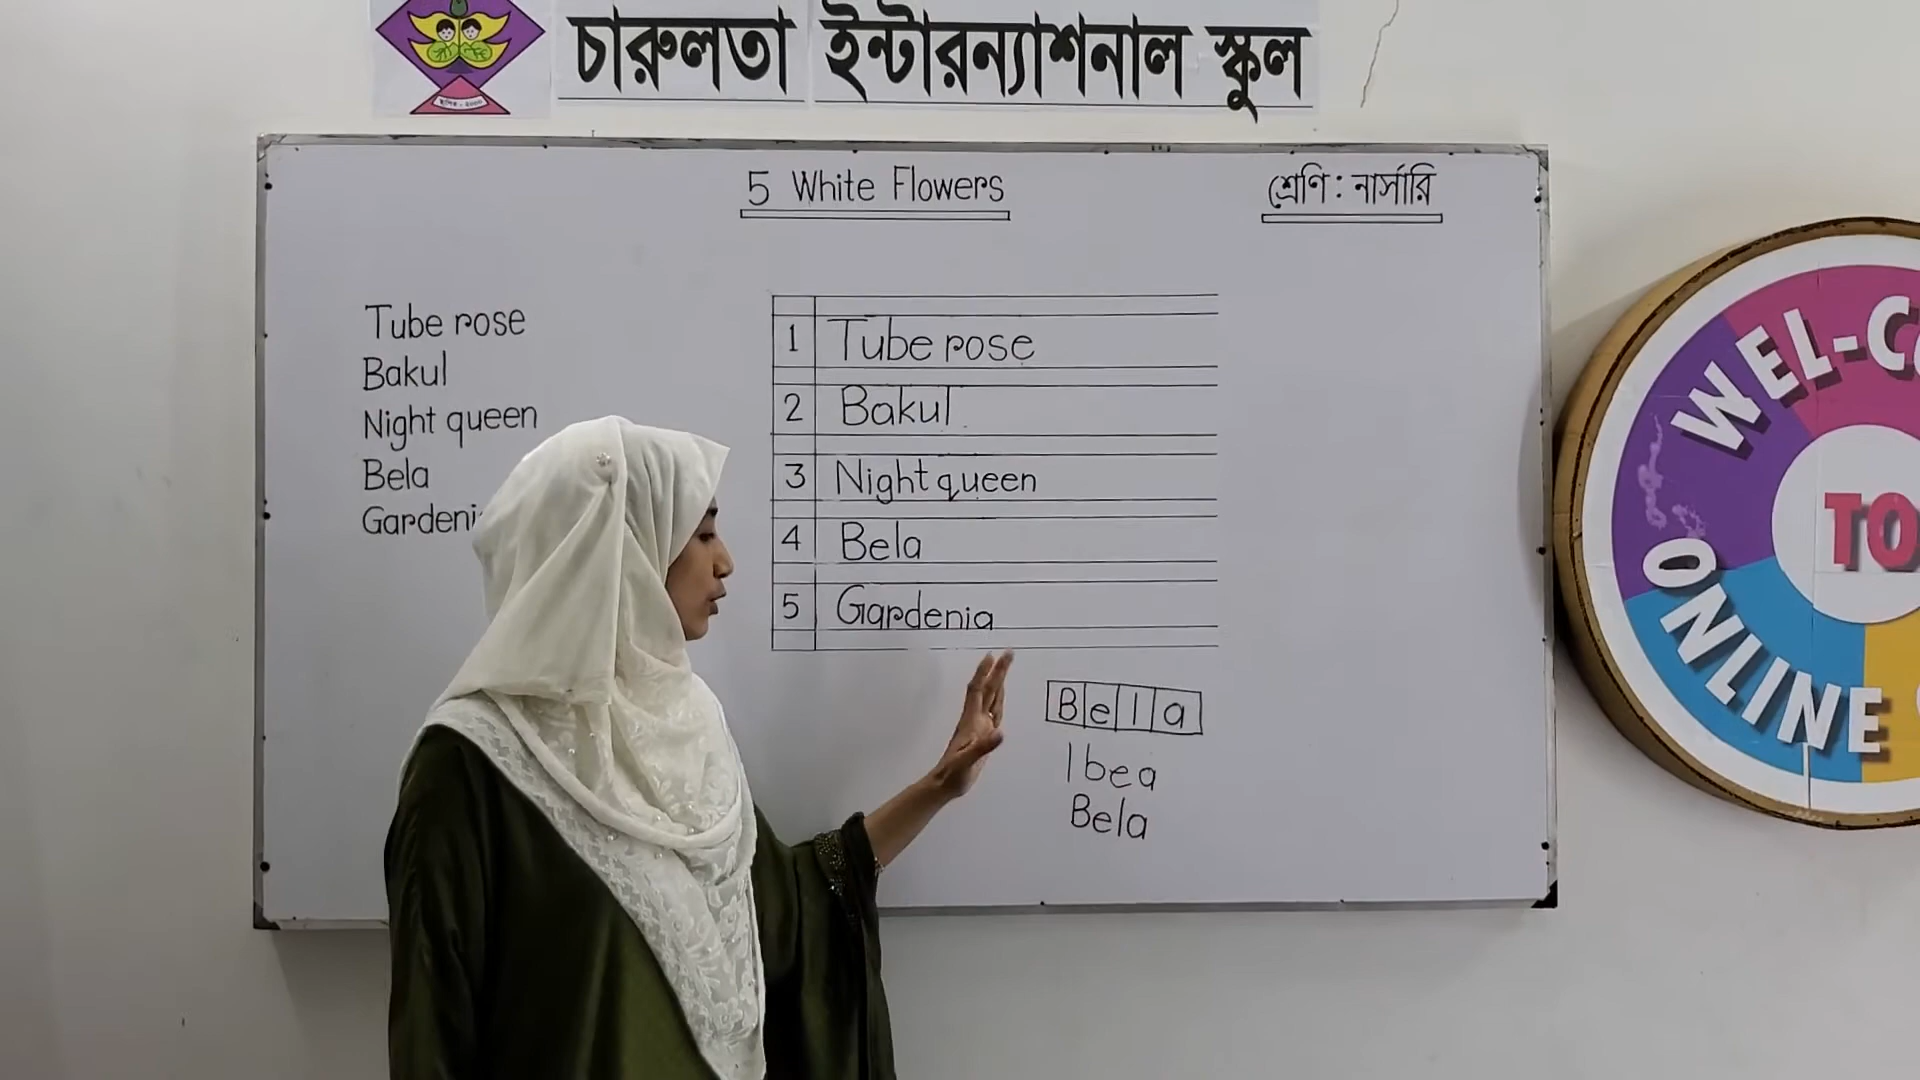 চারুলতা ইন্টারন্যাশনাল স্কুল
5 White Flowers
শ্রেণি : নার্সারি
Tube rose
Bakul
Night queen
Bela
1 Tube rose
2 Bakul
3 Night queen
4 Bela
5 Gardenia
B e l a
l b e a
Bela
WEL-C
TO
ONLINE